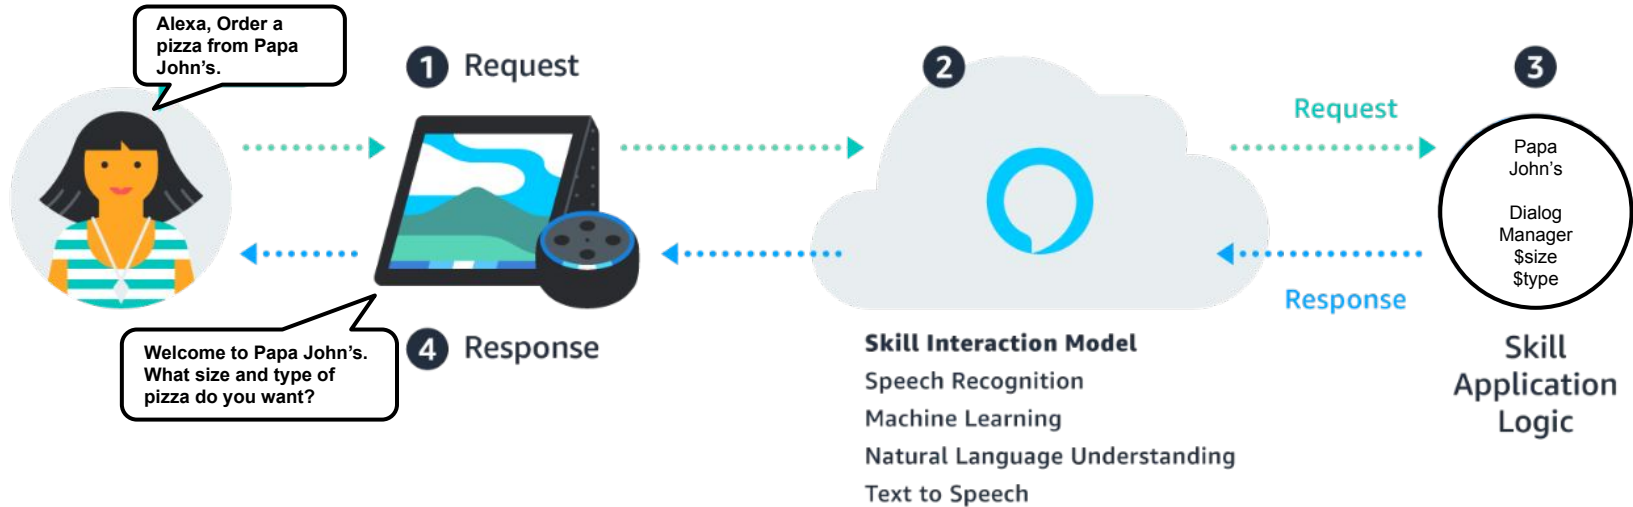 Alexa, Order a
pizza from Papa
John's.
1 Request
2
3
Request
Papa
John's
Dialog
Manager
$size
$type
Response
Welcome to Papa John's.
What size and type of
pizza do you want?
4 Response
Skill Interaction Model
Speech Recognition
Machine Learning
Natural Language Understanding
Text to Speech
Skill
Application
Logic